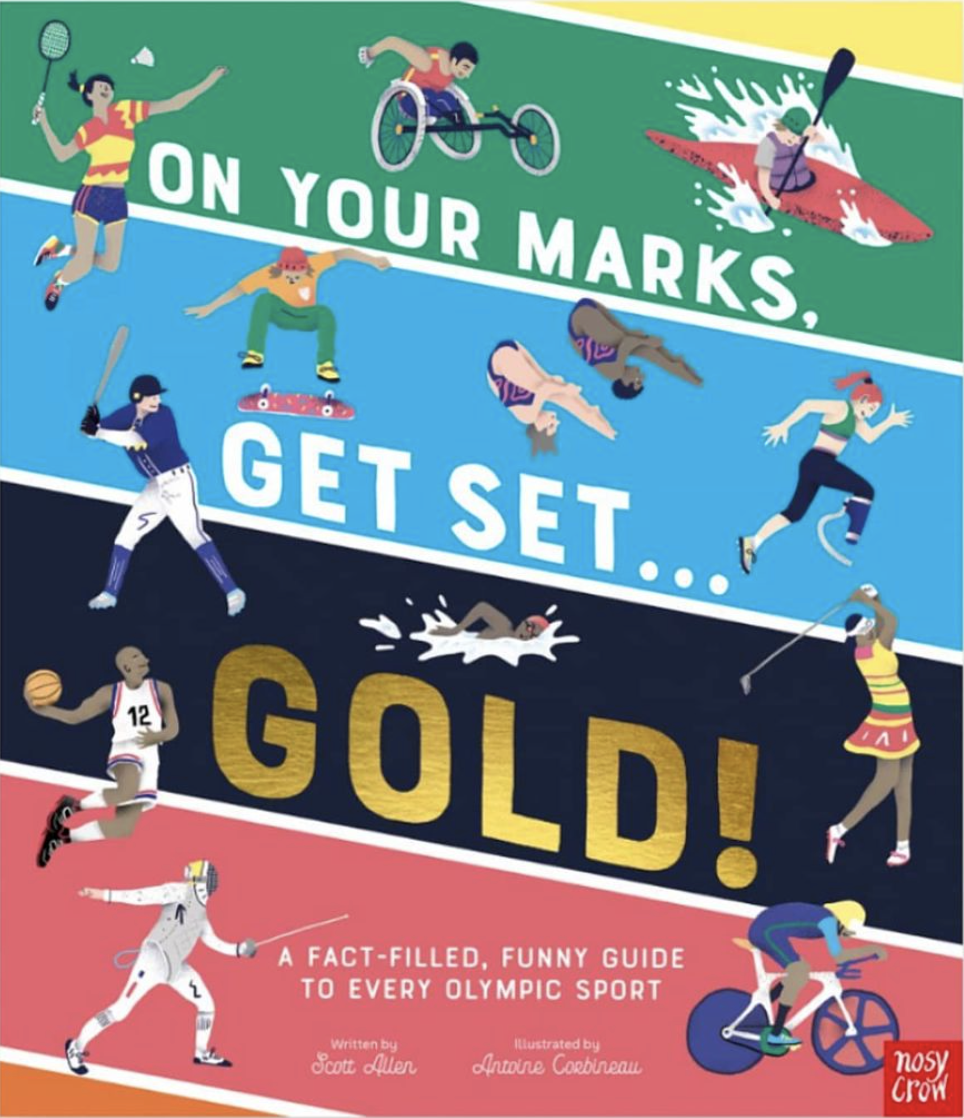 ON YOUR MARKS,
GET SET...
GOLD!
12
A FACT-FILLED, FUNNY GUIDE
TO EVERY OLYMPIC SPORT
Written by
Scott Allen
Illustrated by
Antoine Corbineau
nosy
crow